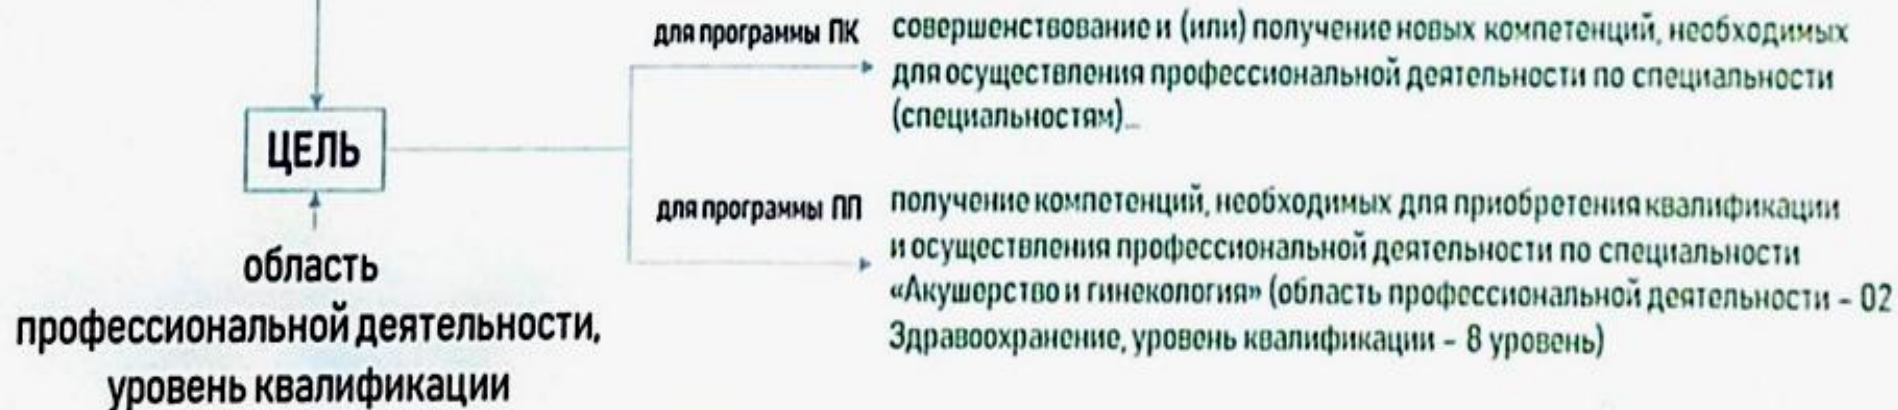 для программы ПК
совершенствование и (или) получение новых компетенций, необходимых
для осуществления профессиональной деятельности по специальности
(специальностям)...
ЦЕЛЬ
для программы ПП
получение компетенций, необходимых для приобретения квалификации
и осуществления профессиональной деятельности по специальности
«Акушерство и гинекология» (область профессиональной деятельности – 02
Здравоохранение, уровень квалификации – 8 уровень)
область
профессиональной деятельности,
уровень квалификации